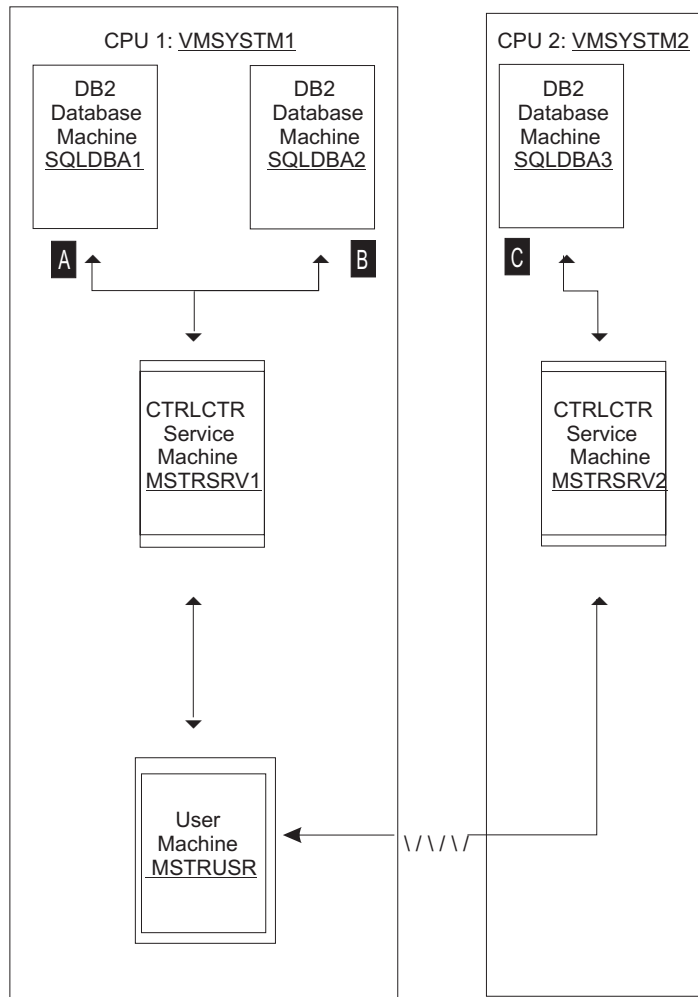 CPU 1: VMSYSTM1
DB2
Database
Machine
SQLDBA1
DB2
Database
Machine
SQLDBA2
A
B
CTRLCTR
Service
Machine
MSTRSRV1
User
Machine
MSTRUSR
\/\/\/
CPU 2: VMSYSTM2
DB2
Database
Machine
SQLDBA3
C
CTRLCTR
Service
Machine
MSTRSRV2